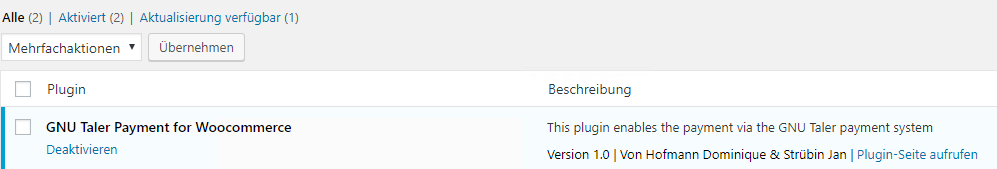 Alle (2) | Aktiviert (2) | Aktualisierung verfügbar (1)
Mehrfachaktionen Übernehmen
Plugin Beschreibung
GNU Taler Payment for Woocommerce This plugin enables the payment via the GNU Taler payment system
Deaktivieren Version 1.0 | Von Hofmann Dominique & Strübin Jan | Plugin-Seite aufrufen